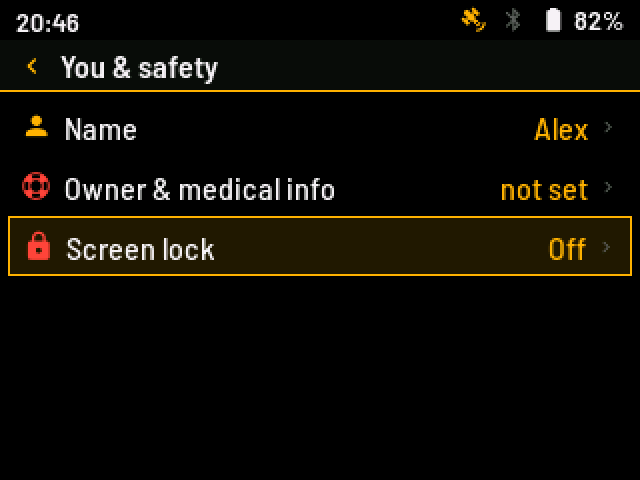 20:46 82%
You & safety
Name Alex
Owner & medical info not set
Screen lock Off